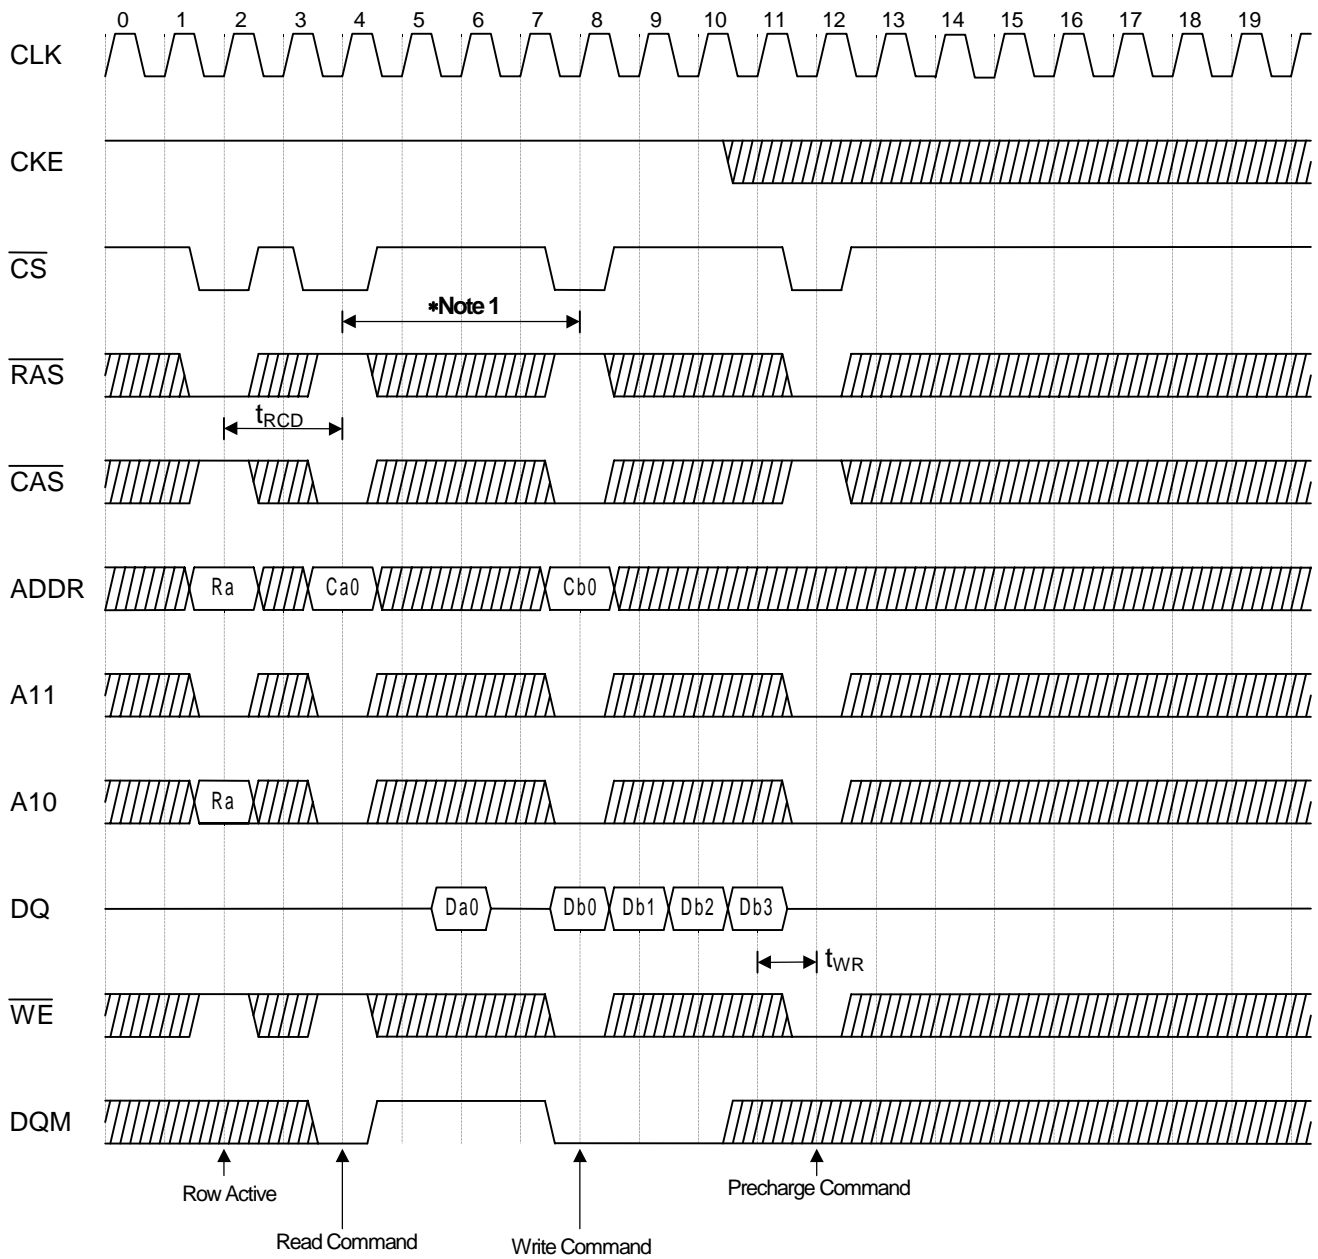 0 1 2 3 4 5 6 7 8 9 10 11 12 13 14 15 16 17 18 19
CLK
CKE
CS
*Note 1
RAS
tRCD
CAS
ADDR Ra Ca0 Cb0
A11
A10 Ra
DQ Da0 Db0 Db1 Db2 Db3
tWR
WE
DQM
Row Active
Precharge Command
Read Command
Write Command